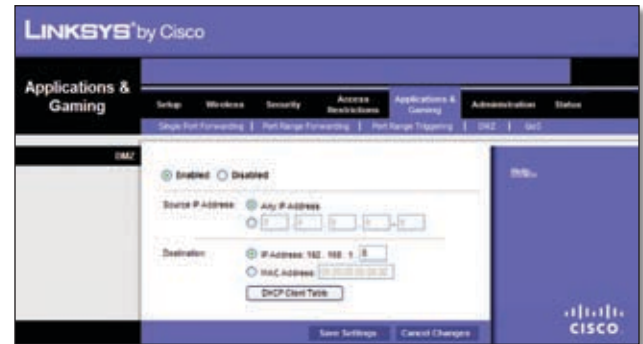 LINKSYS® by Cisco
Applications & Gaming
Setup Wireless Security Access Restrictions Applications & Gaming Administration Status
Single Port Forwarding | Port Range Forwarding | Port Range Triggering | DMZ | QoS
DMZ
Enabled Disabled
Help...
Source IP Address: Any IP Address
Destination: IP Address: 192 . 168 . 1 .
MAC Address:
DHCP Client Table
Save Settings Cancel Changes
CISCO